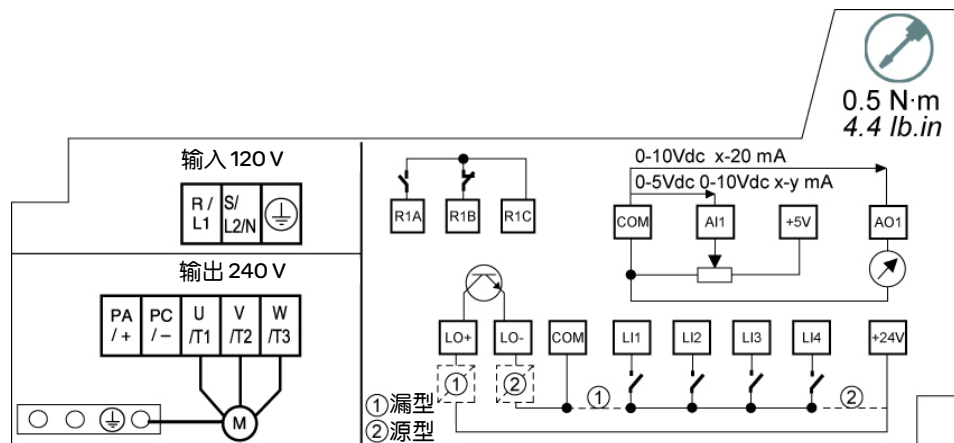 0.5 N·m
4.4 lb.in
输入 120 V
R / L1
S/ L2/N
输出 240 V
PA / +
PC / −
U /T1
V /T2
W /T3
M
R1A
R1B
R1C
0-10Vdc x-20 mA
0-5Vdc 0-10Vdc x-y mA
COM
AI1
+5V
AO1
LO+
LO-
COM
LI1
LI2
LI3
LI4
+24V
①
②
①
②
①漏型
②源型